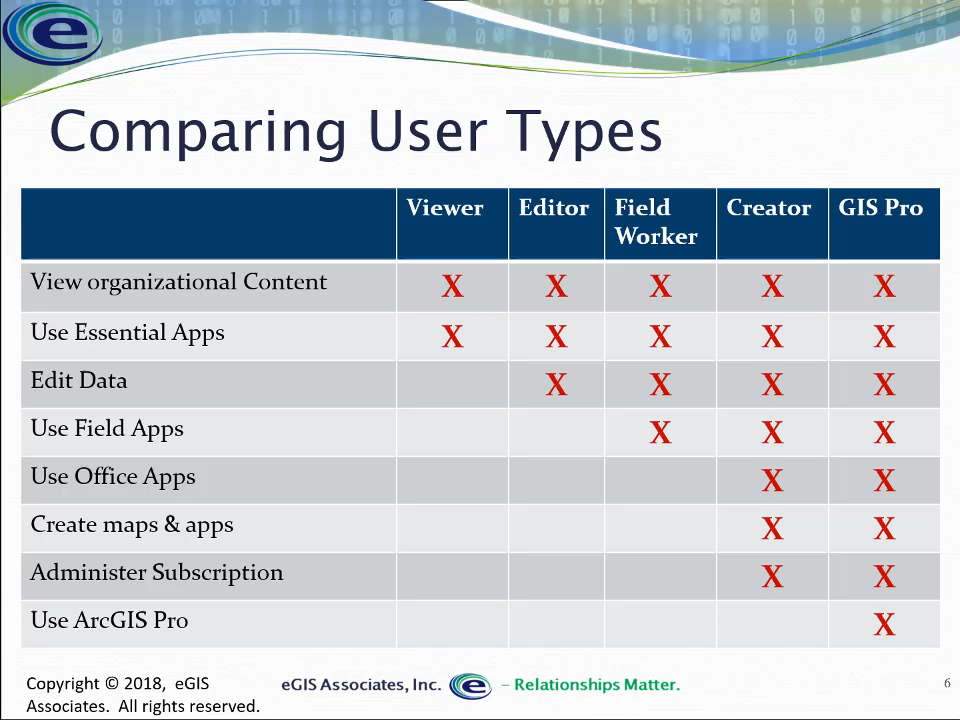 Comparing User Types
Viewer Editor Field Worker Creator GIS Pro
View organizational Content X X X X X
Use Essential Apps X X X X X
Edit Data X X X X
Use Field Apps X X X
Use Office Apps X X
Create maps & apps X X
Administer Subscription X X
Use ArcGIS Pro X
Copyright © 2018, eGIS
Associates. All rights reserved.
eGIS Associates, Inc. e – Relationships Matter.
6